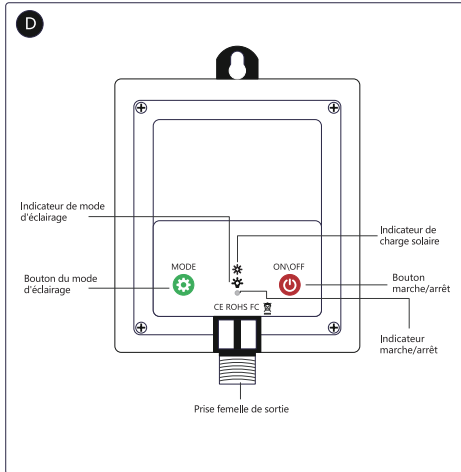 D
Indicateur de mode
d'éclairage
Indicateur de
charge solaire
MODE
ON\OFF
Bouton du mode
d'éclairage
Bouton
marche/arrêt
CE ROHS FC
Indicateur
marche/arrêt
Prise femelle de sortie